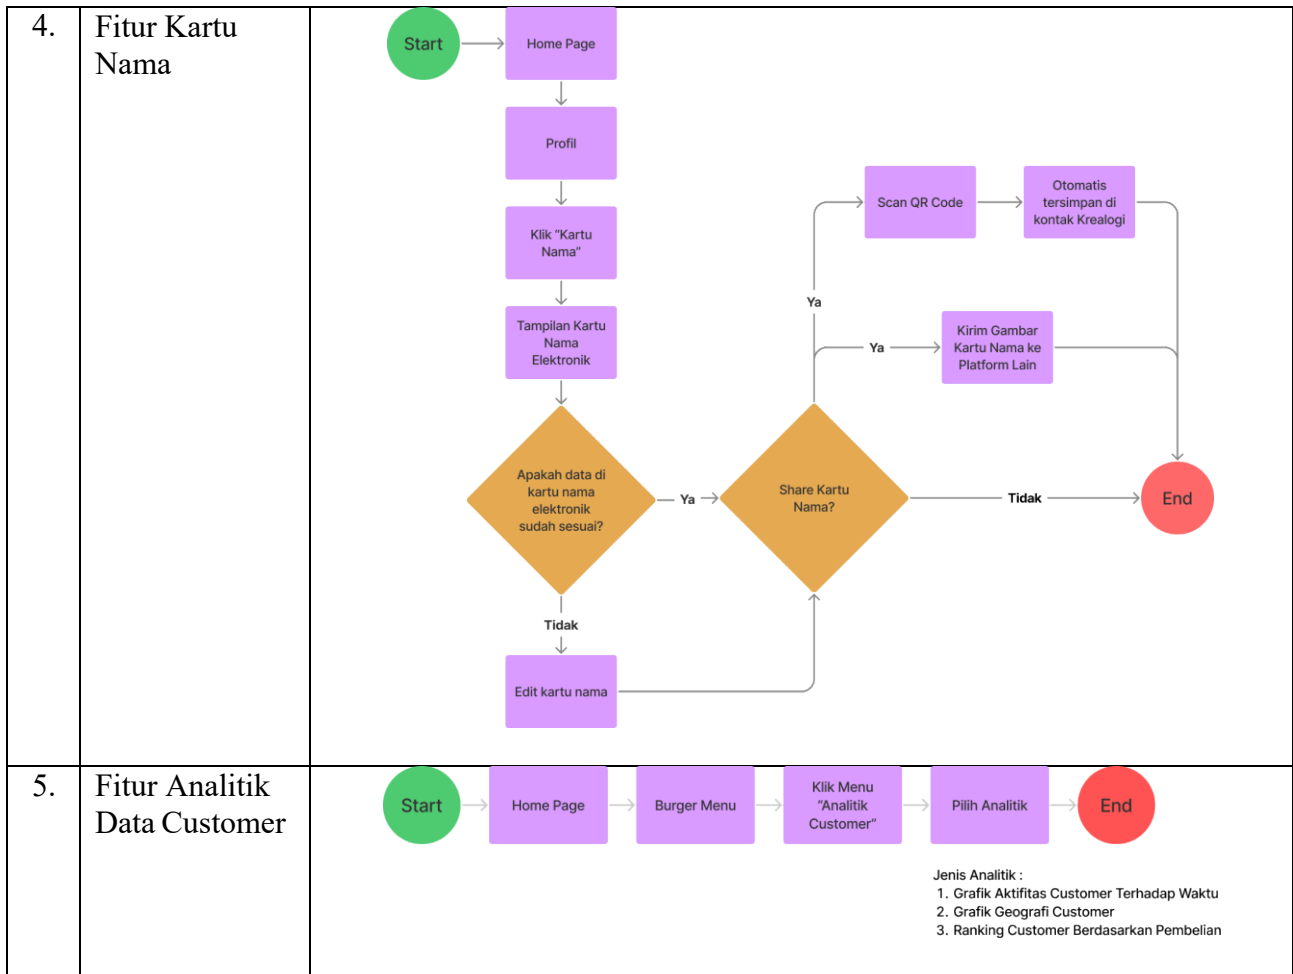 4.
Fitur Kartu
Nama
Start
Home Page
Profil
Klik “Kartu
Nama”
Tampilan Kartu
Nama
Elektronik
Apakah data di
kartu nama
elektronik
sudah sesuai?
Ya
Tidak
Edit kartu nama
Share Kartu
Nama?
Ya
Scan QR Code
Otomatis
tersimpan di
kontak Krealogi
Ya
Kirim Gambar
Kartu Nama ke
Platform Lain
Tidak
End
5.
Fitur Analitik
Data Customer
Start
Home Page
Burger Menu
Klik Menu
“Analitik
Customer”
Pilih Analitik
End
Jenis Analitik :
1. Grafik Aktifitas Customer Terhadap Waktu
2. Grafik Geografi Customer
3. Ranking Customer Berdasarkan Pembelian